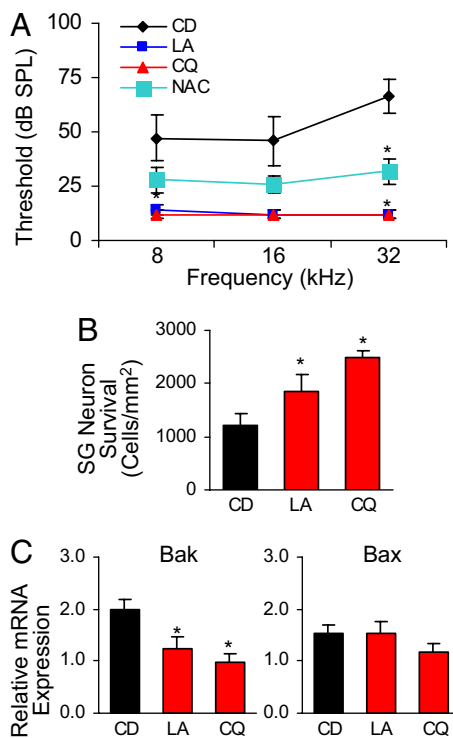 A
CD
LA
CQ
NAC
Threshold (dB SPL)
100
75
50
25
0
*
*
*
8 16 32
Frequency (kHz)
B
SG Neuron
Survival
(Cells/mm²)
3000
2000
1000
0
*
*
CD LA CQ
C
Relative mRNA
Expression
Bak
3.0
2.0
1.0
0.0
*
*
CD LA CQ
Bax
3.0
2.0
1.0
0.0
CD LA CQ